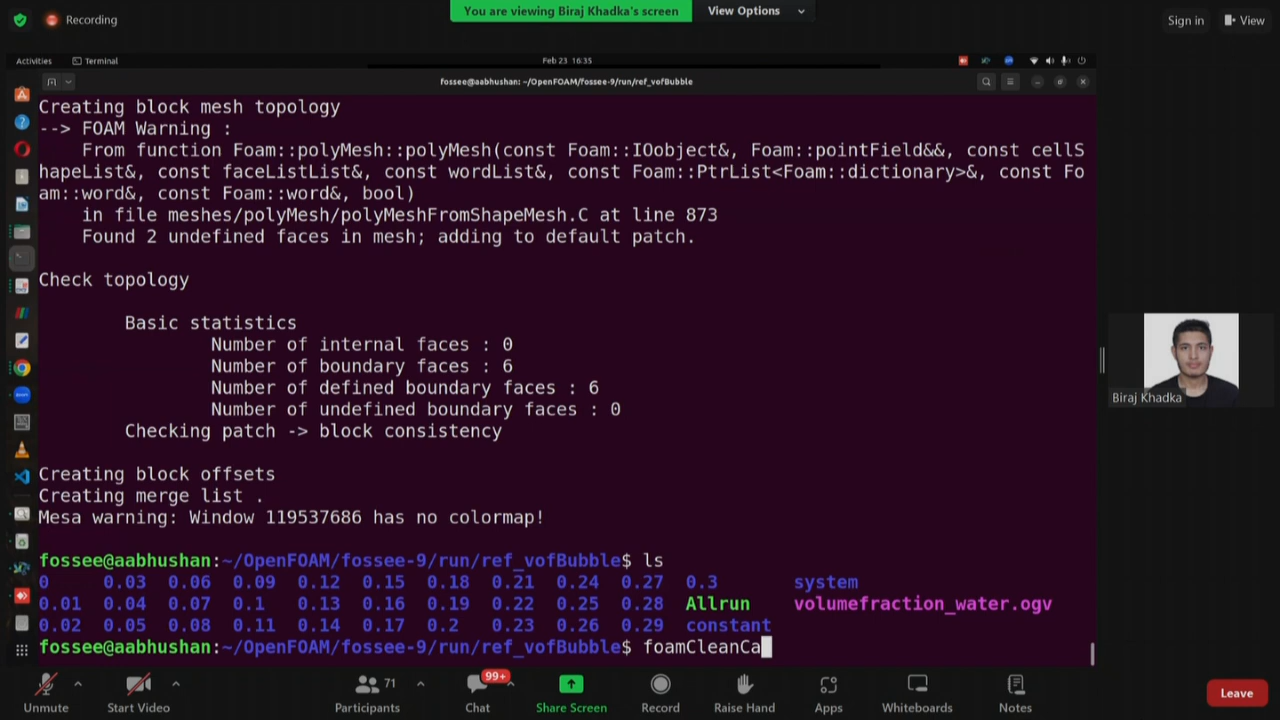 Recording
You are viewing Biraj Khadka's screen
View Options
Sign in
View
Activities
Terminal
Feb 23 16:35
fossee@aabhushan: ~/OpenFOAM/fossee-9/run/ref_vofBubble
Creating block mesh topology
--> FOAM Warning :
From function Foam::polyMesh::polyMesh(const Foam::IOobject&, Foam::pointField&&, const cellS
hapeList&, const faceListList&, const wordList&, const Foam::PtrList<Foam::dictionary>&, const Fo
am::word&, const Foam::word&, bool)
in file meshes/polyMesh/polyMeshFromShapeMesh.C at line 873
Found 2 undefined faces in mesh; adding to default patch.
Check topology
Basic statistics
Number of internal faces : 0
Number of boundary faces : 6
Number of defined boundary faces : 6
Number of undefined boundary faces : 0
Checking patch -> block consistency
Creating block offsets
Creating merge list .
Mesa warning: Window 119537686 has no colormap!
fossee@aabhushan:~/OpenFOAM/fossee-9/run/ref_vofBubble$ ls
0 0.03 0.06 0.09 0.12 0.15 0.18 0.21 0.24 0.27 0.3 system
0.01 0.04 0.07 0.1 0.13 0.16 0.19 0.22 0.25 0.28 Allrun volumefraction_water.ogv
0.02 0.05 0.08 0.11 0.14 0.17 0.2 0.23 0.26 0.29 constant
fossee@aabhushan:~/OpenFOAM/fossee-9/run/ref_vofBubble$ foamCleanCa
Biraj Khadka
Unmute
Start Video
71
Participants
99+
Chat
Share Screen
Record
Raise Hand
Apps
Whiteboards
Notes
Leave